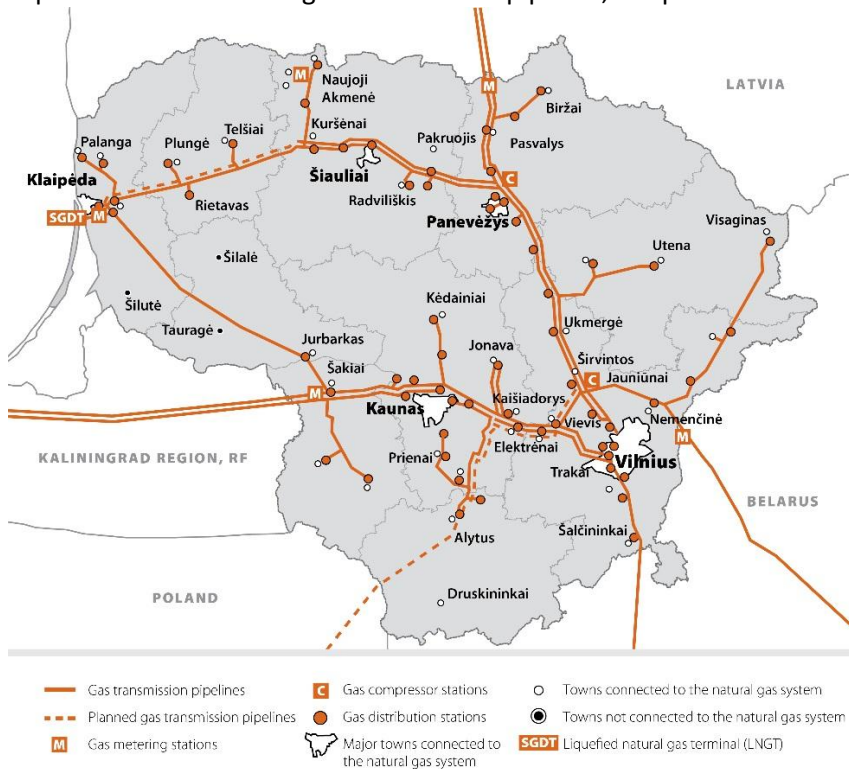 LATVIA
M
Naujoji
Akmenė
M
Biržai
Palanga
Plungė
Telšiai
Kuršėnai
Pakruojis
Pasvalys
Klaipėda
Šiauliai
C
SGDT
M
Rietavas
Radviliškis
Panevėžys
Visaginas
Šilalė
Utena
Šilutė
Kėdainiai
Tauragė
Ukmergė
Jurbarkas
Jonava
Širvintos
Šakiai
C
Jauniūnai
M
Kaunas
Kaišiadorys
Vievis
Nemenčinė
M
KALININGRAD REGION, RF
Prienai
Elektrėnai
Vilnius
Trakai
BELARUS
Alytus
Šalčininkai
POLAND
Druskininkai
Gas transmission pipelines
C Gas compressor stations
Towns connected to the natural gas system
Planned gas transmission pipelines
Gas distribution stations
Towns not connected to the natural gas system
M Gas metering stations
Major towns connected to
the natural gas system
SGDT Liquefied natural gas terminal (LNGT)